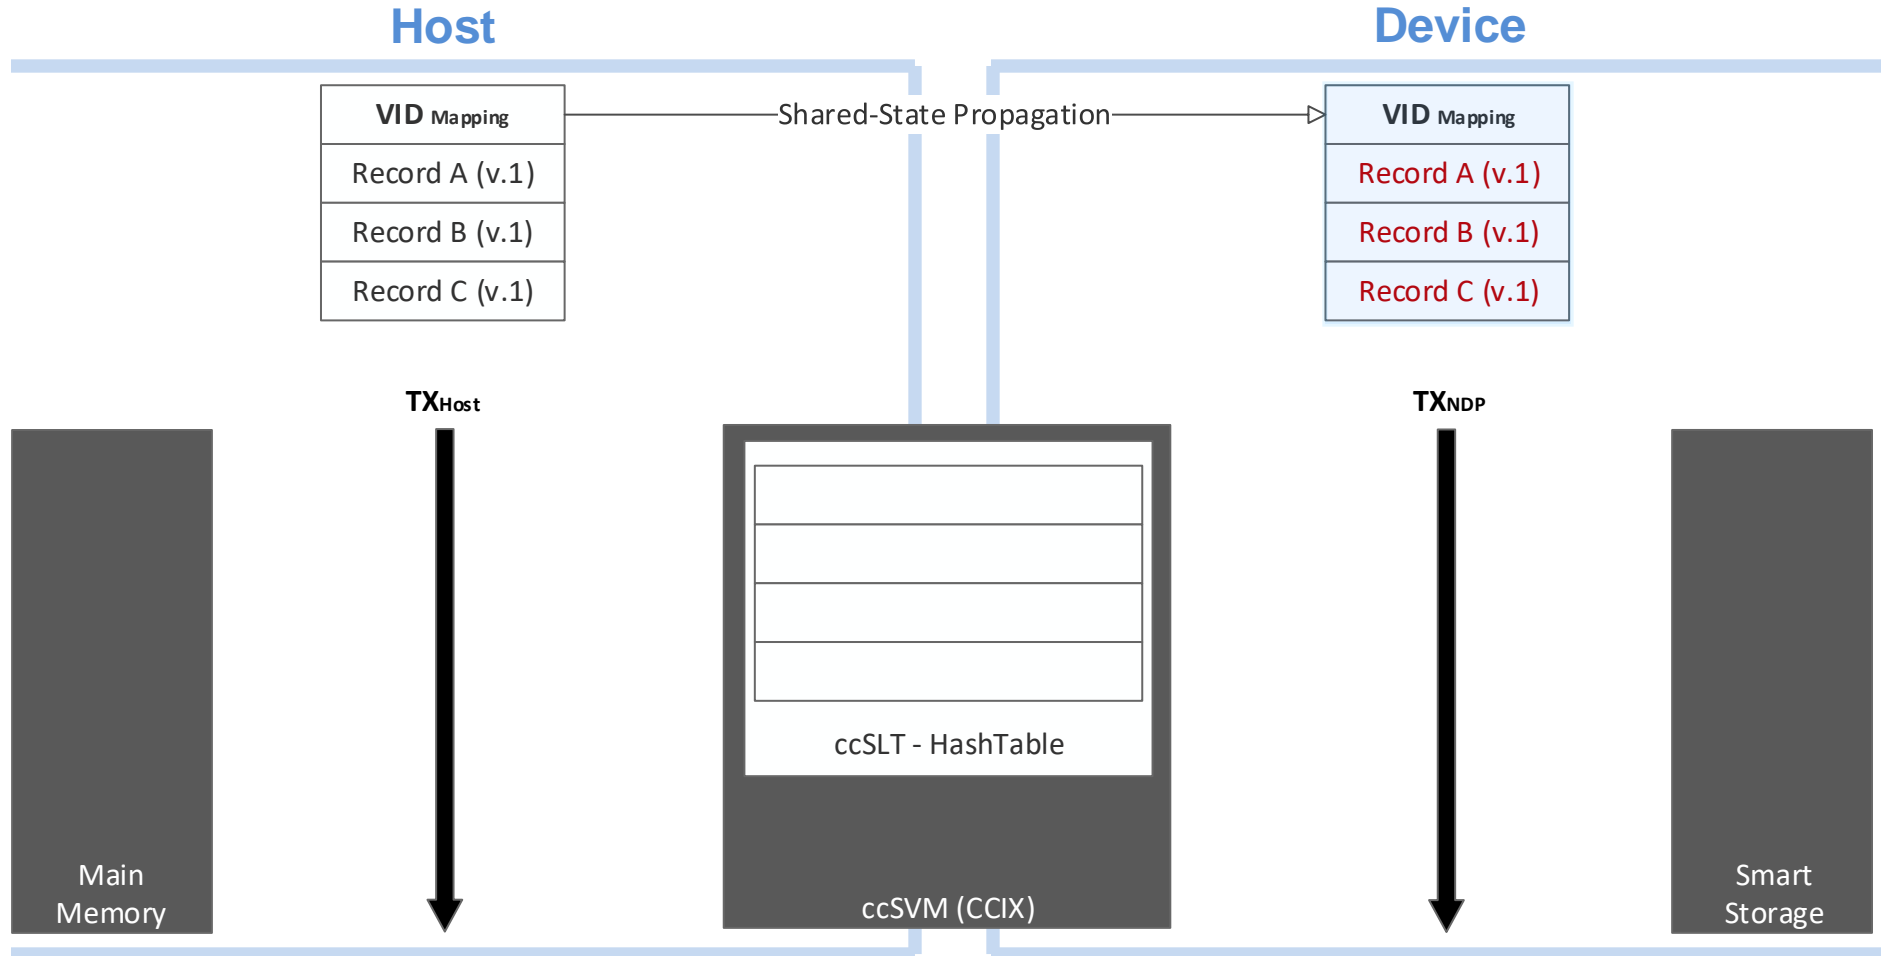 Host
Device
VID Mapping
Shared-State Propagation
VID Mapping
Record A (v.1)
Record A (v.1)
Record B (v.1)
Record B (v.1)
Record C (v.1)
Record C (v.1)
TXHost
TXNDP
ccSLT - HashTable
Main
Memory
ccSVM (CCIX)
Smart
Storage